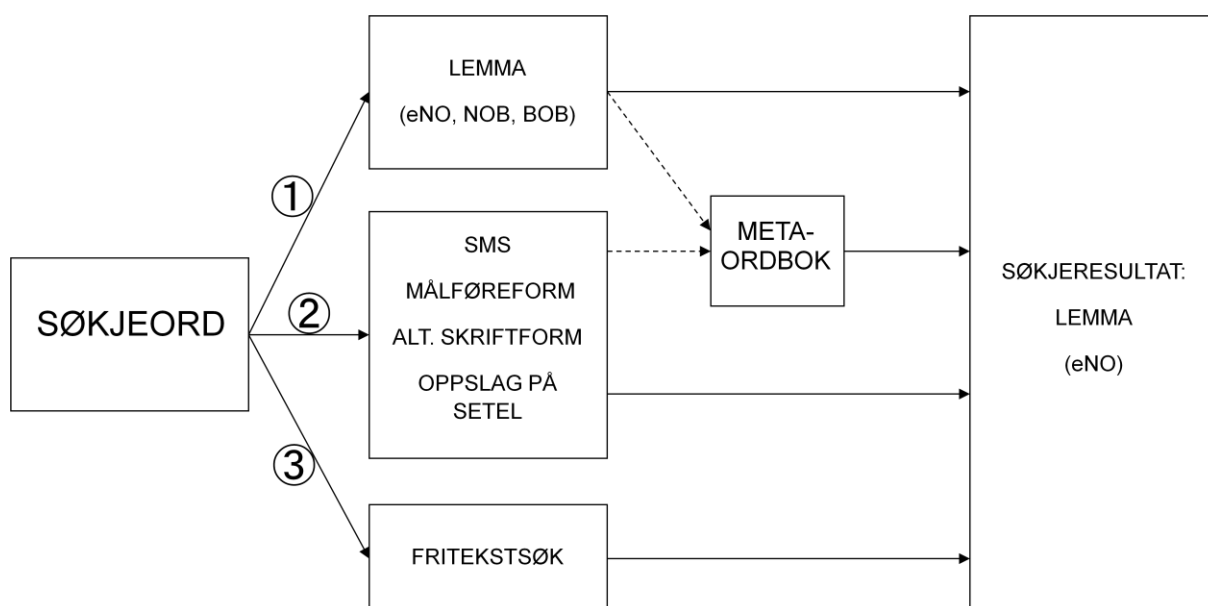 SØKJEORD
①
②
③
LEMMA
(eNO, NOB, BOB)
SMS
MÅLFØREFORM
ALT. SKRIFTFORM
OPPSLAG PÅ
SETEL
FRITEKSTSØK
META-
ORDBOK
SØKJERESULTAT:
LEMMA
(eNO)